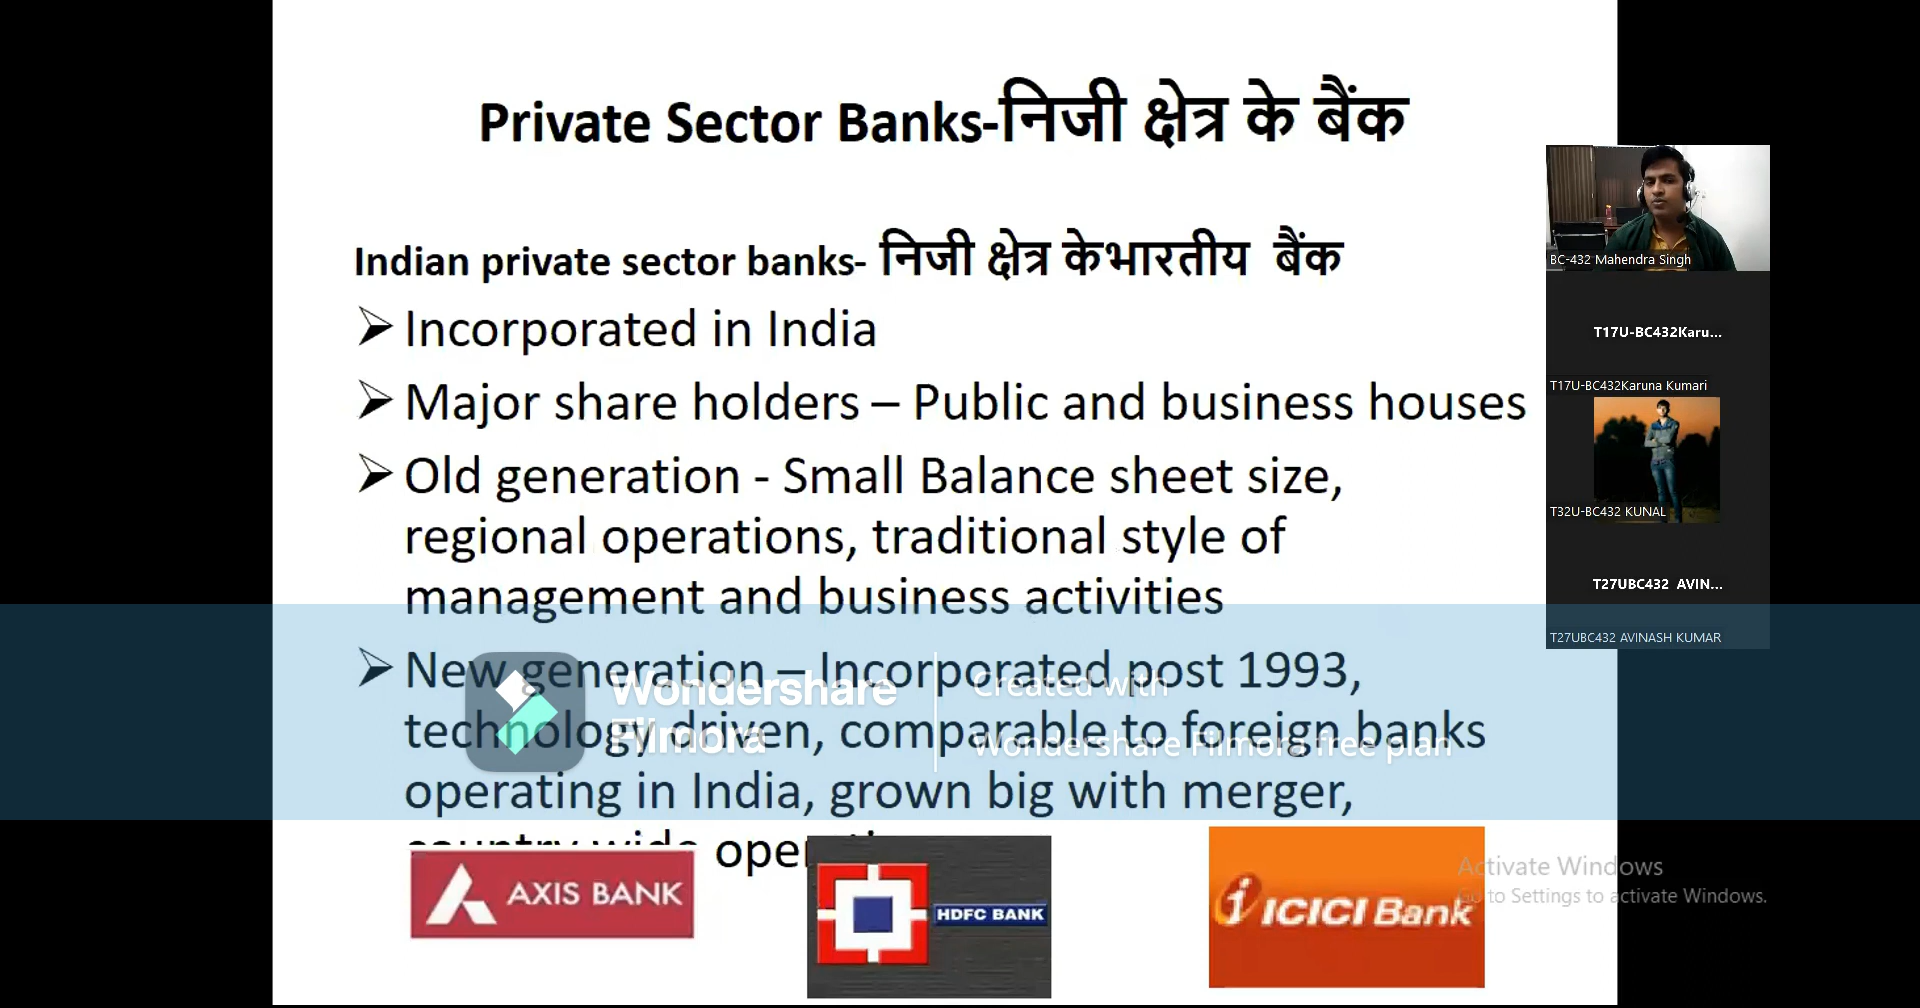 Private Sector Banks-निजी क्षेत्र के बैंक
Indian private sector banks- निजी क्षेत्र केभारतीय बैंक
➢ Incorporated in India
➢ Major share holders – Public and business houses
➢ Old generation - Small Balance sheet size,
regional operations, traditional style of
management and business activities
➢ New generation – Incorporated post 1993,
technology driven, comparable to foreign banks
operating in India, grown big with merger,
country wide
AXIS BANK
HDFC BANK
ICICI Bank
BC-432 Mahendra Singh
T17U-BC432Karu...
T17U-BC432Karuna Kumari
T32U-BC432 KUNAL
T27UBC432 AVIN...
T27UBC432 AVINASH KUMAR
Wondershare
Filmora
Created with
Wondershare Filmora free plan
Activate Windows
Go to Settings to activate Windows.